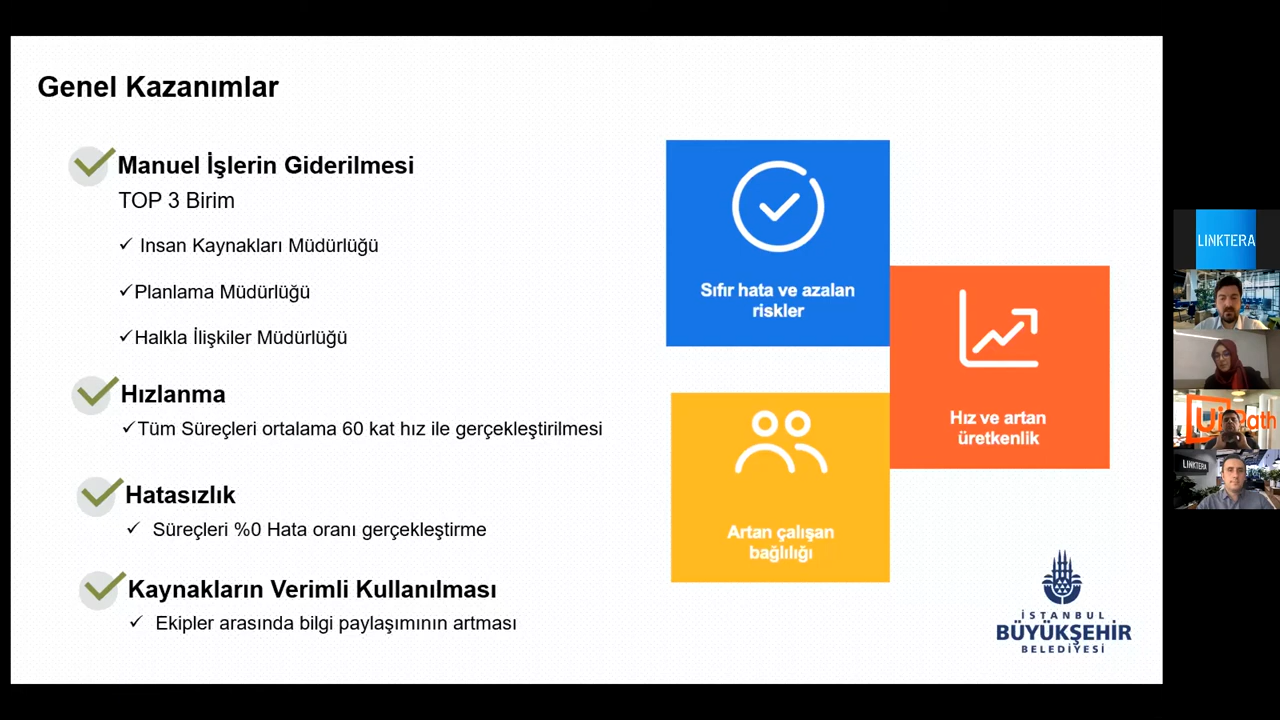 Genel Kazanımlar
Manuel İşlerin Giderilmesi
TOP 3 Birim
✓ Insan Kaynakları Müdürlüğü
✓Planlama Müdürlüğü
✓Halkla İlişkiler Müdürlüğü
Hızlanma
✓Tüm Süreçleri ortalama 60 kat hız ile gerçekleştirilmesi
Hatasızlık
✓ Süreçleri %0 Hata oranı gerçekleştirme
Kaynakların Verimli Kullanılması
✓ Ekipler arasında bilgi paylaşımının artması
Sıfır hata ve azalan
riskler
Hız ve artan
üretkenlik
Artan çalışan
bağlılığı
İSTANBUL
BÜYÜKŞEHİR
BELEDİYESİ
LINKTERA
UiPath
LINKTERA